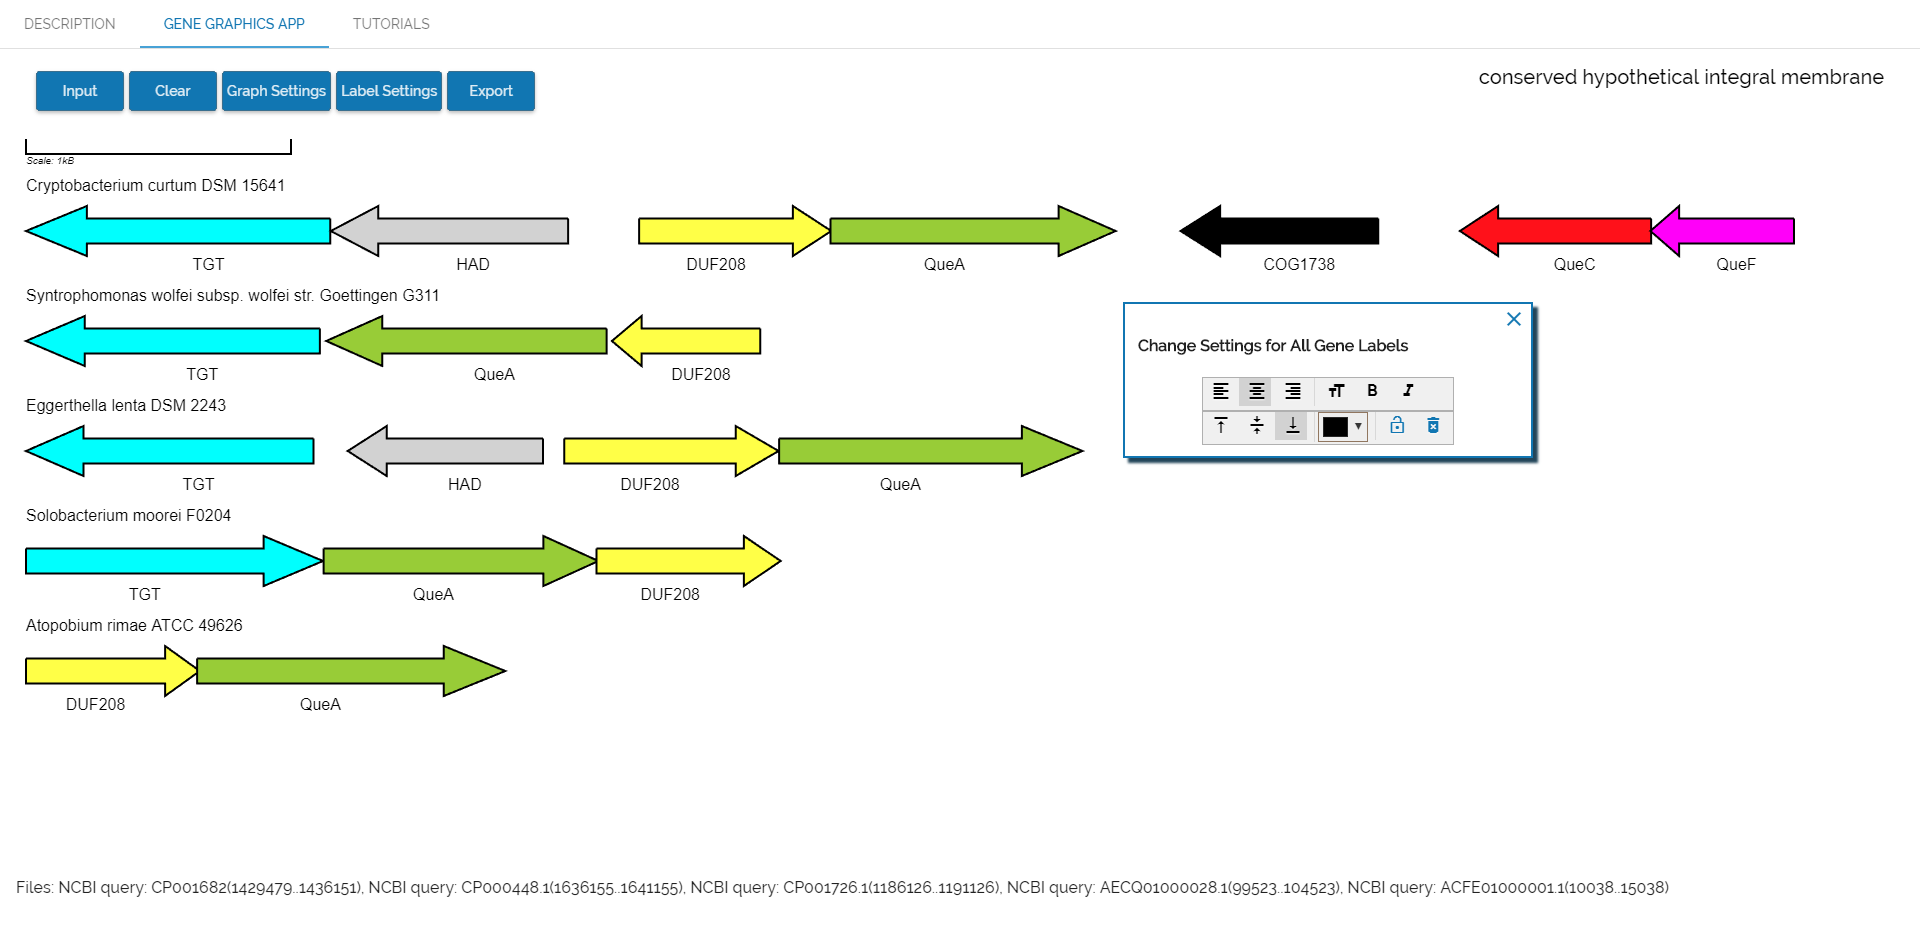 DESCRIPTION GENE GRAPHICS APP TUTORIALS
Input Clear Graph Settings Label Settings Export
conserved hypothetical integral membrane
Scale: 1kB
Cryptobacterium curtum DSM 15641
TGT HAD DUF208 QueA COG1738 QueC QueF
Syntrophomonas wolfei subsp. wolfei str. Goettingen G311
TGT QueA DUF208
Change Settings for All Gene Labels
B I
Eggerthella lenta DSM 2243
TGT HAD DUF208 QueA
Solobacterium moorei F0204
TGT QueA DUF208
Atopobium rimae ATCC 49626
DUF208 QueA
Files: NCBI query: CP001682(1429479..1436151), NCBI query: CP000448.1(1636155..1641155), NCBI query: CP001726.1(1186126..1191126), NCBI query: AECQ01000028.1(99523..104523), NCBI query: ACFE01000001.1(10038..15038)